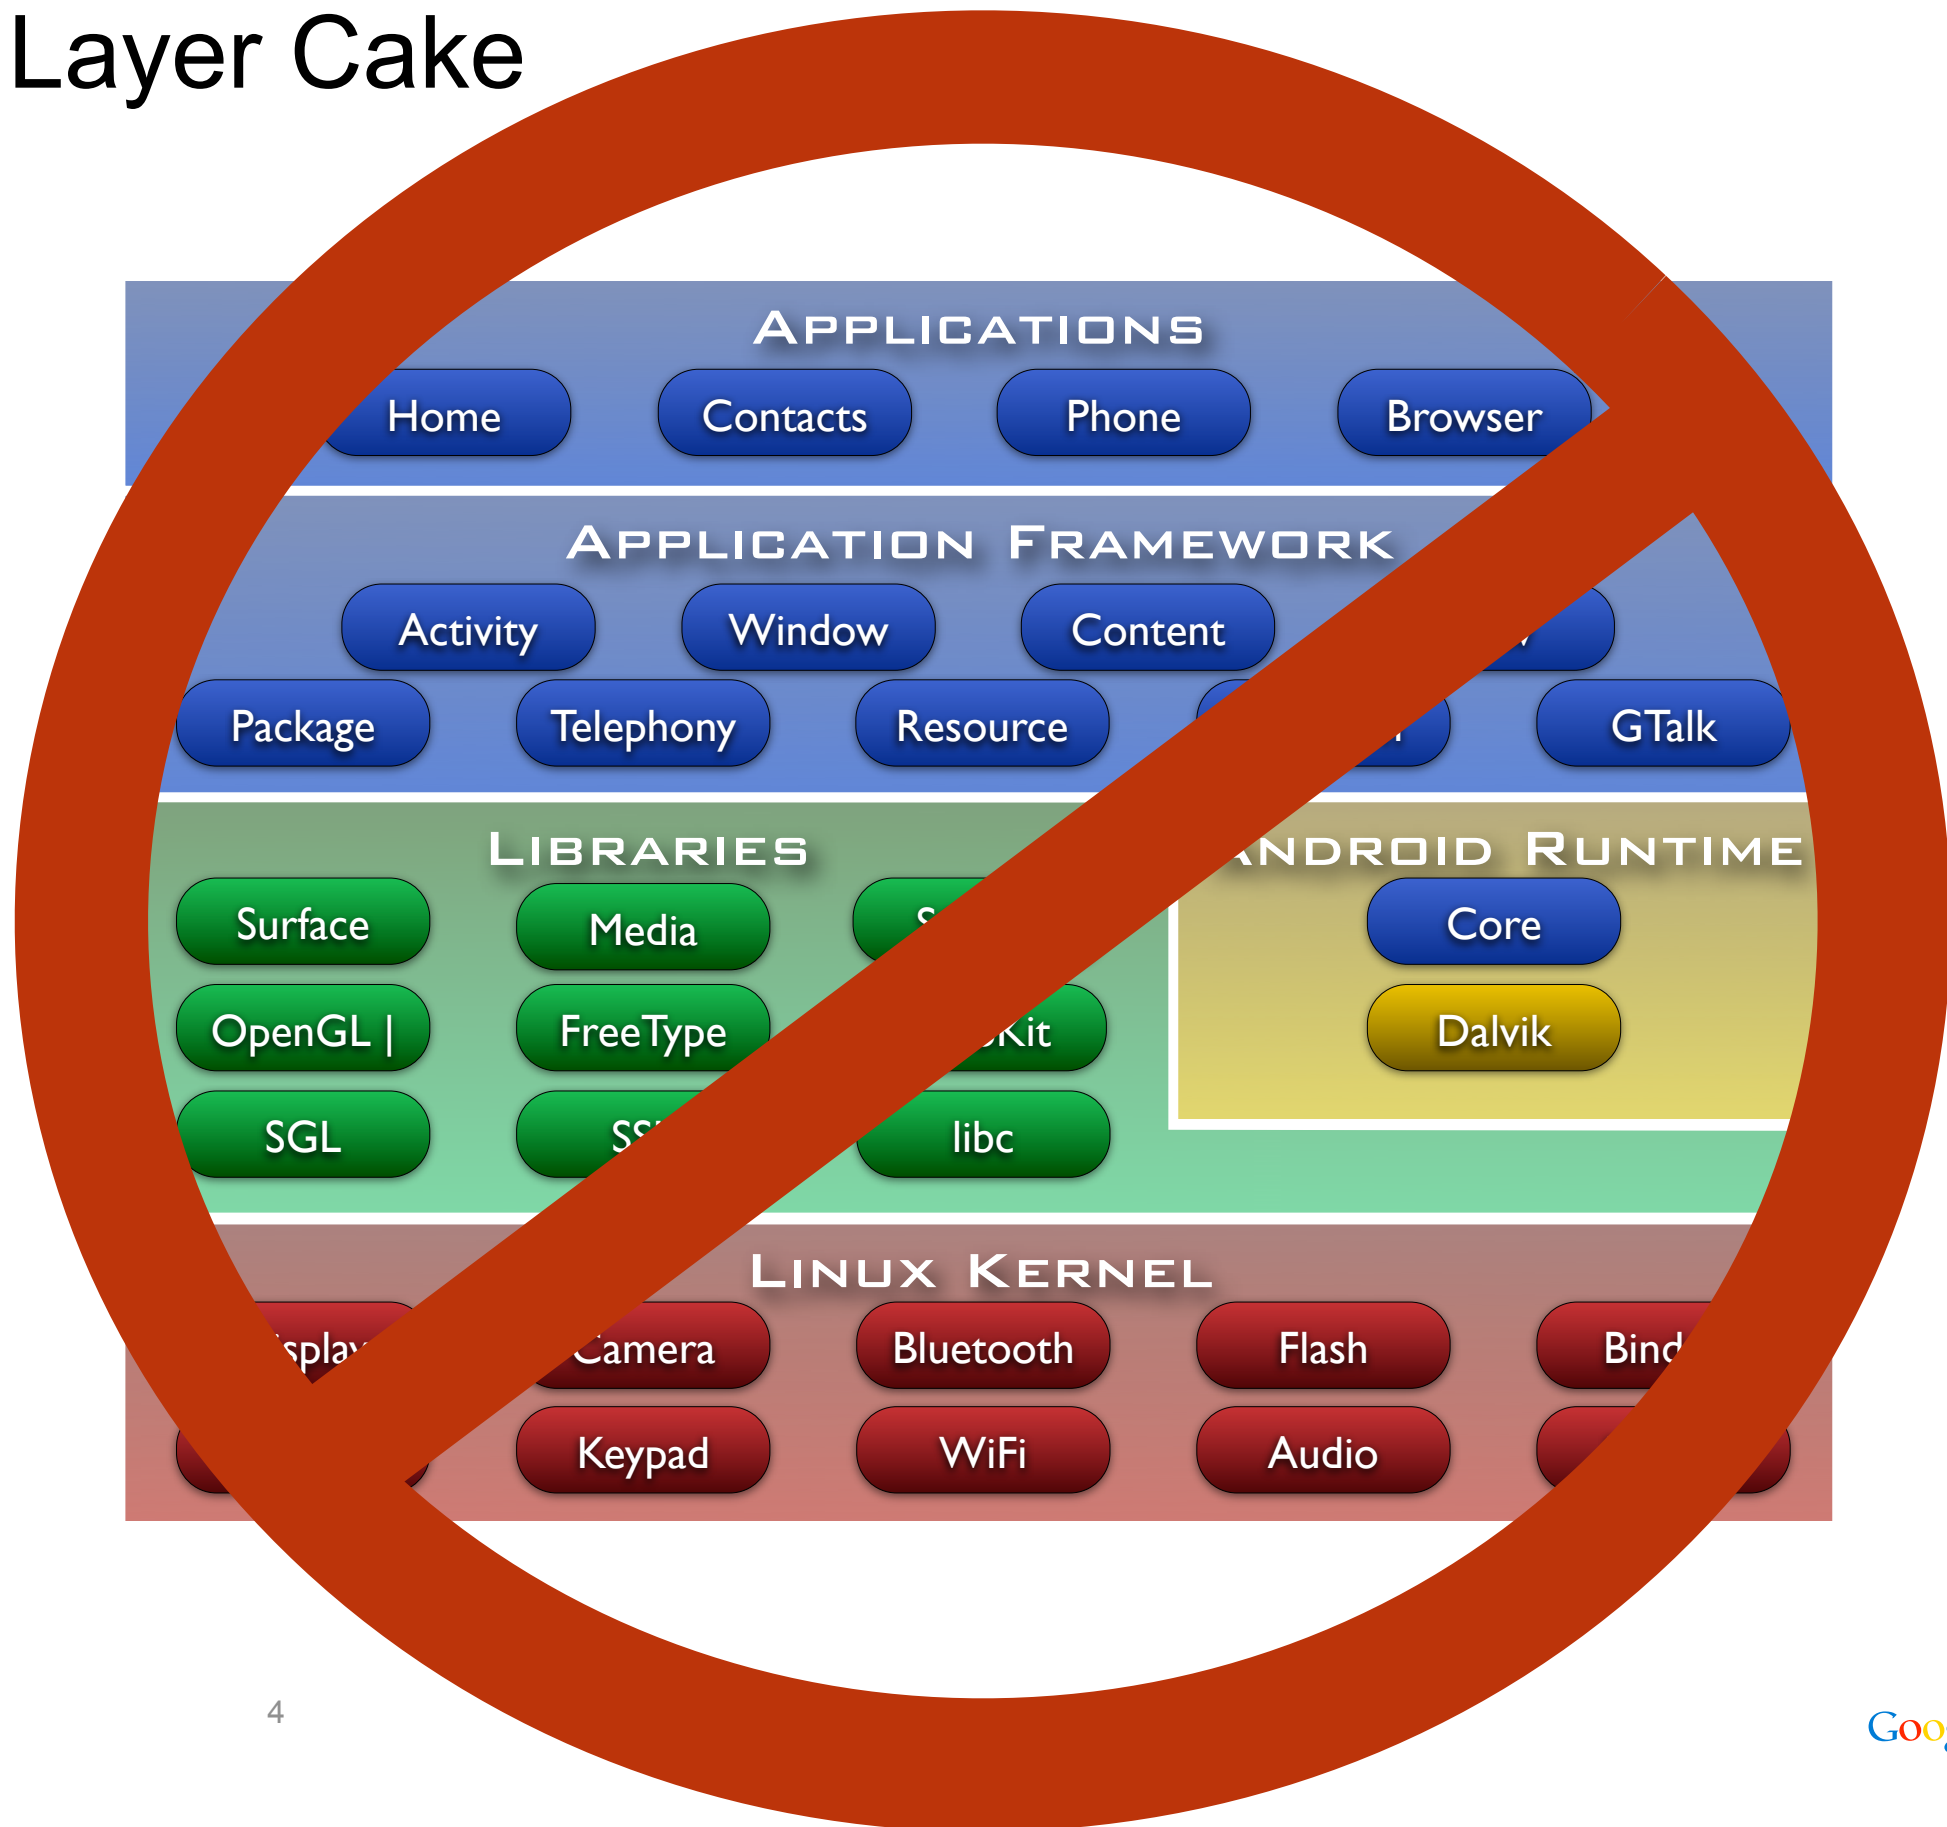 Layer Cake
APPLICATIONS
Home Contacts Phone Browser
APPLICATION FRAMEWORK
Activity Window Content
Package Telephony Resource GTalk
LIBRARIES RUNTIME
Surface Media Core
OpenGL | FreeType Dalvik
SGL libc
LINUX KERNEL
Bluetooth Flash
Keypad WiFi Audio
4